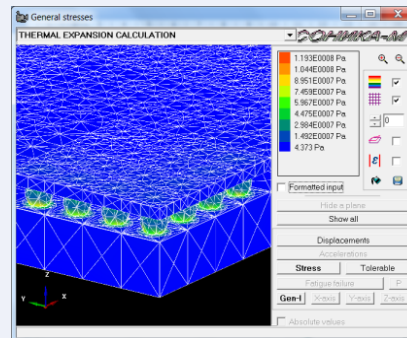 General stresses
THERMAL EXPANSION CALCULATION
1.193E0008 Pa
1.044E0008 Pa
8.951E0007 Pa
7.459E0007 Pa
5.967E0007 Pa
4.475E0007 Pa
2.984E0007 Pa
1.492E0007 Pa
4.373 Pa
0
|ε|
Formatted input
Hide a plane
Show all
Displacements
Accelerations
Stress Tolerable
Fatigue failure P
Gen-l X-axis Y-axis Z-axis
Absolute values
Z
Y X